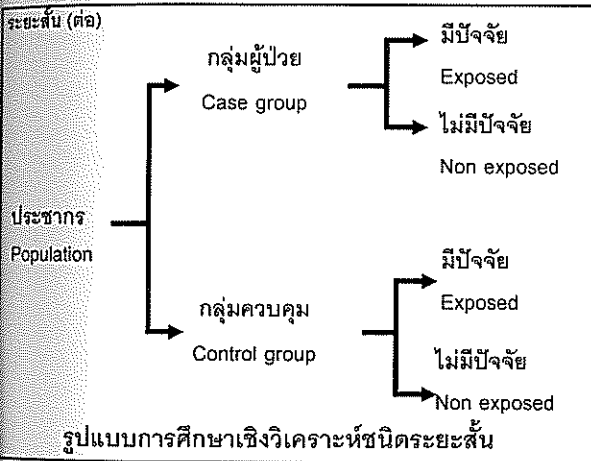 ระยะสั้น (ต่อ)
กลุ่มผู้ป่วย
Case group
มีปัจจัย
Exposed
ไม่มีปัจจัย
Non exposed
ประชากร
Population
กลุ่มควบคุม
Control group
มีปัจจัย
Exposed
ไม่มีปัจจัย
Non exposed
รูปแบบการศึกษาเชิงวิเคราะห์ชนิดระยะสั้น